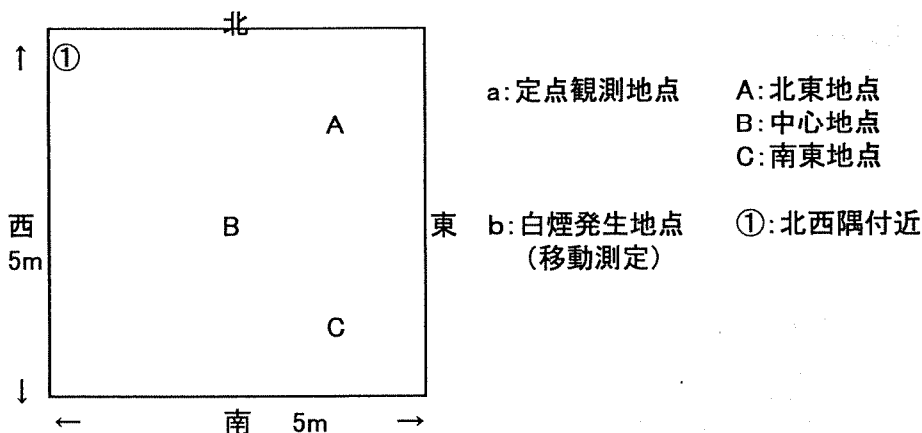 北
↑ ①
a:定点観測地点 A:北東地点
A
B:中心地点
C:南東地点
西 B 東 b:白煙発生地点 ①:北西隅付近
5m (移動測定)
C
↓
← 南 5m →